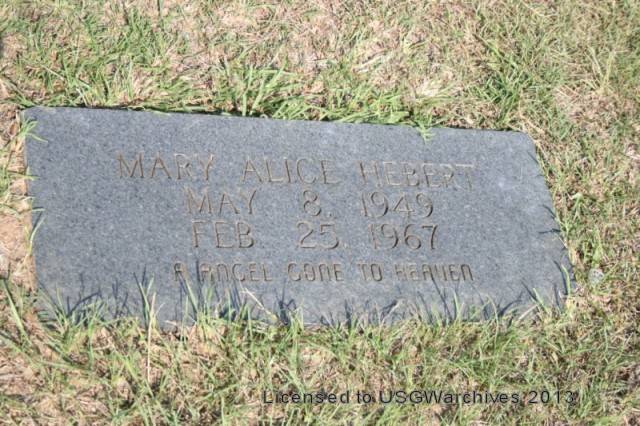 MARY ALICE HEBERT
MAY 8, 1949
FEB 25, 1967
A ANGEL GONE TO HEAVEN
Licensed to USGWarchives 2013